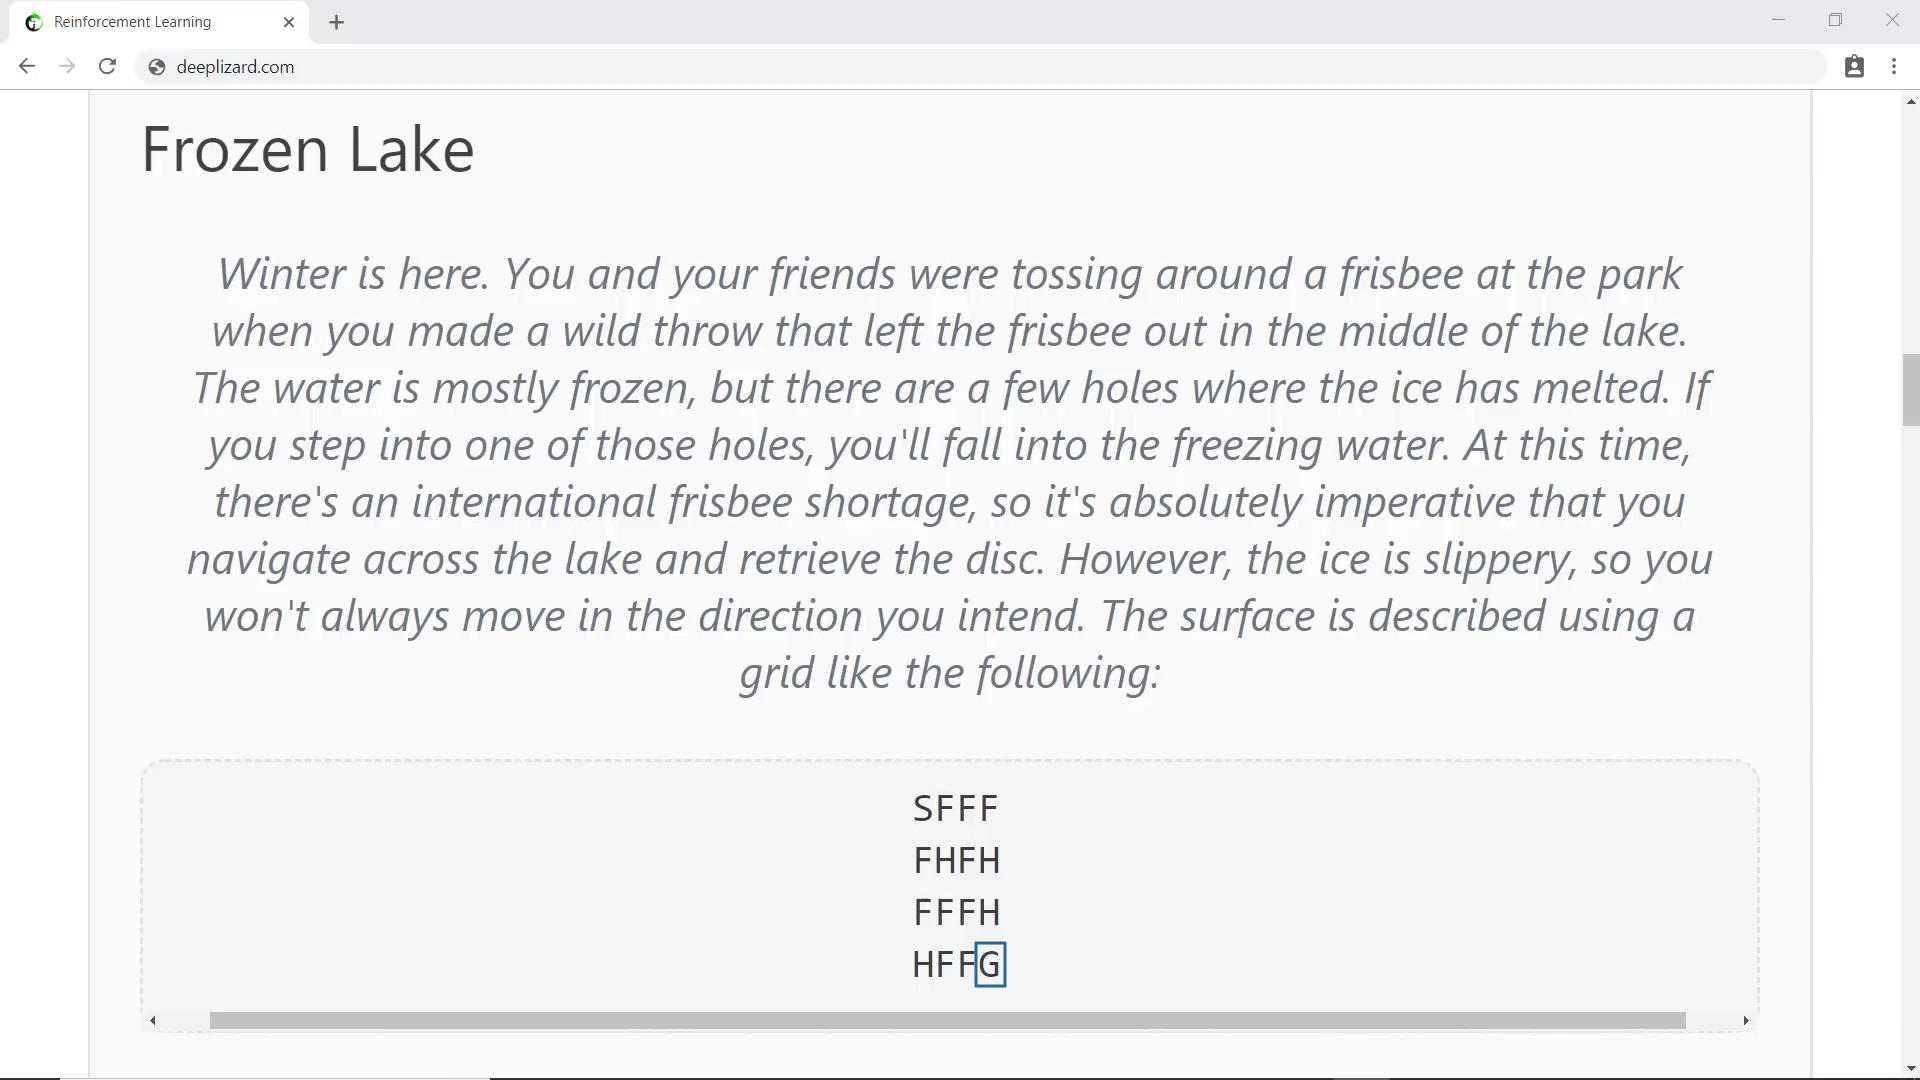 Reinforcement Learning
deeplizard.com
Frozen Lake
Winter is here. You and your friends were tossing around a frisbee at the park
when you made a wild throw that left the frisbee out in the middle of the lake.
The water is mostly frozen, but there are a few holes where the ice has melted. If
you step into one of those holes, you'll fall into the freezing water. At this time,
there's an international frisbee shortage, so it's absolutely imperative that you
navigate across the lake and retrieve the disc. However, the ice is slippery, so you
won't always move in the direction you intend. The surface is described using a
grid like the following:
SFFF
FHFH
FFFH
HFFG